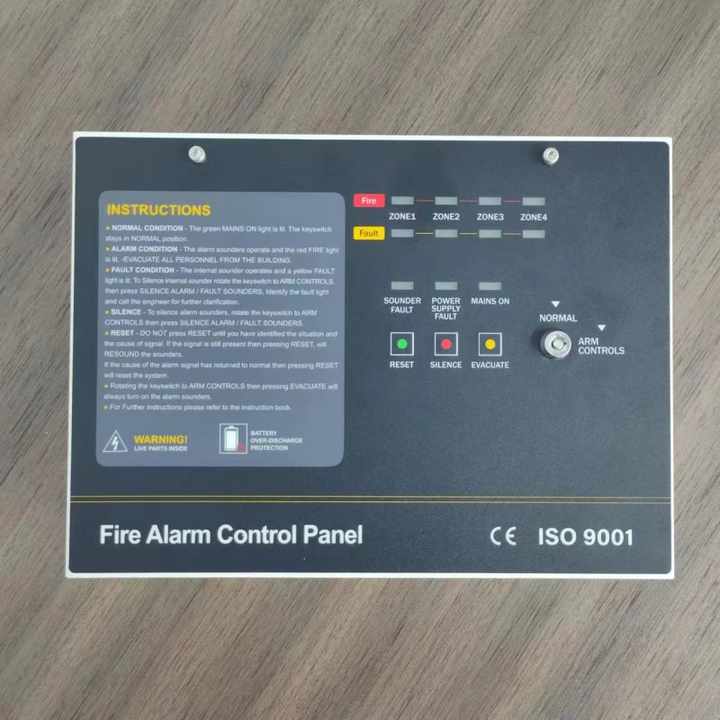 INSTRUCTIONS
● NORMAL CONDITION - The green MAINS ON light is lit. The keyswitch
stays in NORMAL position.
● ALARM CONDITION - The alarm sounders operate and the red FIRE light
is lit. -EVACUATE ALL PERSONNEL FROM THE BUILDING.
● FAULT CONDITION - The internal sounder operates and a yellow FAULT
light is lit. To Silence internal sounder rotate the keyswitch to ARM CONTROLS,
then press SILENCE ALARM / FAULT SOUNDERS. Identify the fault light
and call the engineer for further clarification.
● SILENCE - To silence alarm sounders, rotate the keyswitch to ARM
CONTROLS then press SILENCE ALARM / FAULT SOUNDERS.
● RESET - DO NOT press RESET until you have identified the situation and
the cause of signal. If the signal is still present then pressing RESET, will
RESOUND the sounders.
If the cause of the alarm signal has returned to normal then pressing RESET
will reset the system.
● Rotating the keyswitch to ARM CONTROLS then pressing EVACUATE will
always turn on the alarm sounders.
● For Further instructions please refer to the instruction book.
WARNING!
LIVE PARTS INSIDE
BATTERY
OVER-DISCHARGE
PROTECTION
Fire
ZONE1 ZONE2 ZONE3 ZONE4
Fault
SOUNDER FAULT
POWER SUPPLY FAULT
MAINS ON
RESET SILENCE EVACUATE
NORMAL
ARM
CONTROLS
Fire Alarm Control Panel
CE ISO 9001